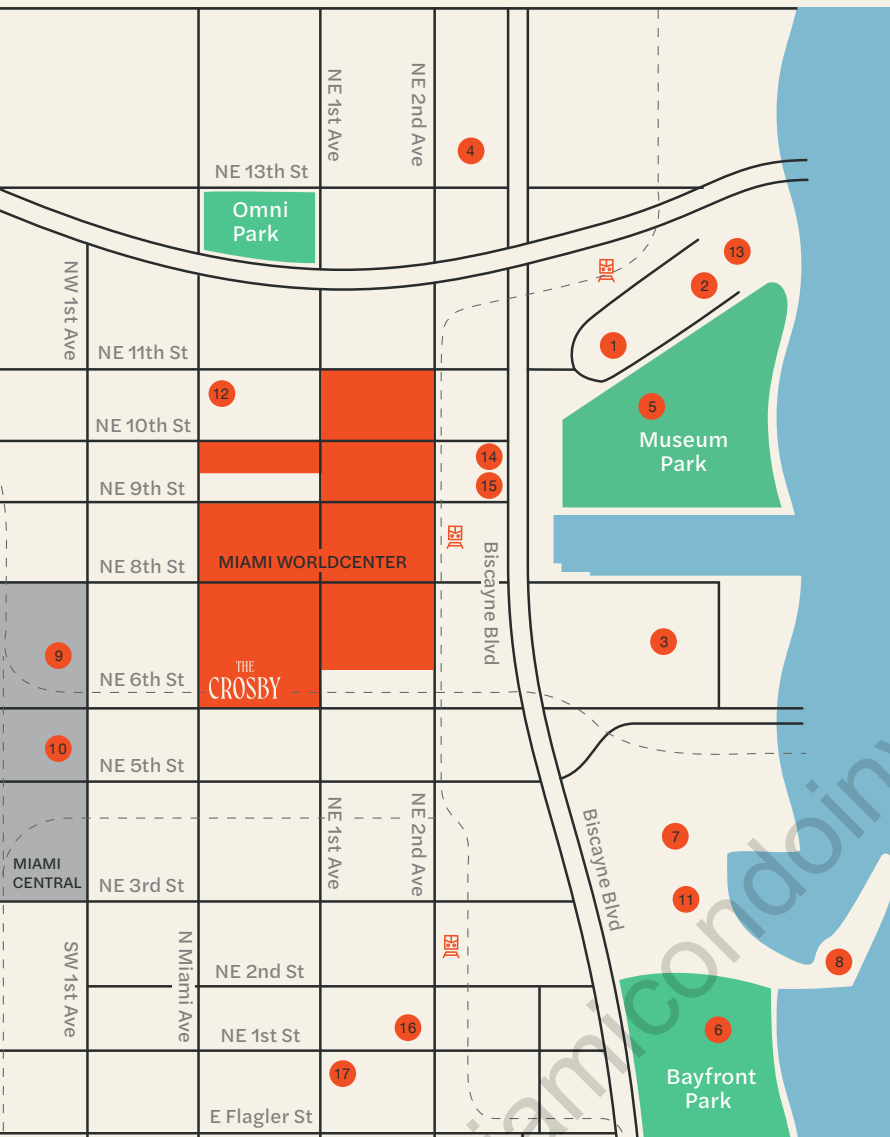 NE 1st Ave
NE 2nd Ave
4
NE 13th St
Omni
Park
13
NW 1st Ave
2
1
NE 11th St
12
5
NE 10th St
Museum
Park
14
15
NE 9th St
MIAMI WORLDCENTER
NE 8th St
Biscayne Blvd
3
9
THE
CROSBY
NE 6th St
10
NE 5th St
NE 1st Ave
NE 2nd Ave
Biscayne Blvd
7
MIAMI
CENTRAL
NE 3rd St
11
SW 1st Ave
N Miami Ave
NE 2nd St
8
16
6
NE 1st St
17
Bayfront
Park
E Flagler St
iamicondoinv